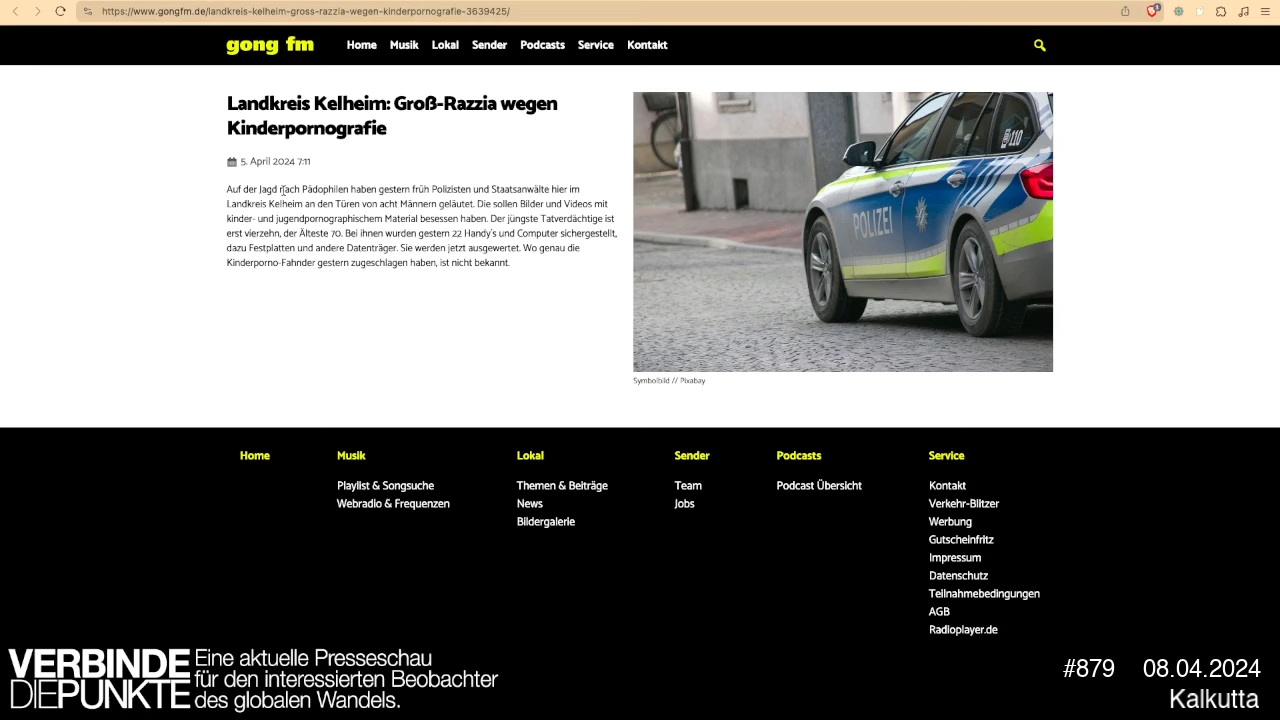 https://www.gongfm.de/landkreis-kelheim-gross-razzia-wegen-kinderpornografie-3639425/
gong fm Home Musik Lokal Sender Podcasts Service Kontakt
Landkreis Kelheim: Groß-Razzia wegen
Kinderpornografie
5. April 2024 7:11
Auf der Jagd nach Pädophilen haben gestern früh Polizisten und Staatsanwälte hier im
Landkreis Kelheim an den Türen von acht Männern geläutet. Die sollen Bilder und Videos mit
kinder- und jugendpornographischem Material besessen haben. Der jüngste Tatverdächtige ist
erst vierzehn, der Älteste 70. Bei ihnen wurden gestern 22 Handy´s und Computer sichergestellt,
dazu Festplatten und andere Datenträger. Sie werden jetzt ausgewertet. Wo genau die
Kinderporno-Fahnder gestern zugeschlagen haben, ist nicht bekannt.
110
POLIZEI
Symbolbild // Pixabay
Home Musik Lokal Sender Podcasts Service
Playlist & Songsuche Themen & Beiträge Team Podcast Übersicht Kontakt
Webradio & Frequenzen News Jobs Verkehr-Blitzer
Bildergalerie Werbung
Gutscheinfritz
Impressum
Datenschutz
Teilnahmebedingungen
AGB
Radioplayer.de
VERBINDE Eine aktuelle Presseschau
DIEPUNKTE für den interessierten Beobachter
des globalen Wandels.
#879 08.04.2024
Kalkutta